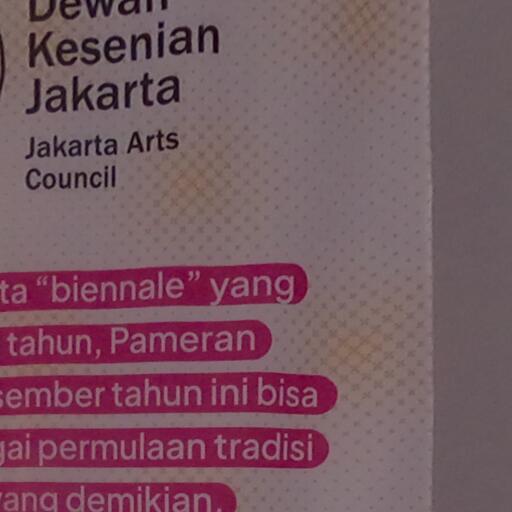 Dewan
Kesenian
Jakarta
Jakarta Arts
Council
ta “biennale” yang
tahun, Pameran
sember tahun ini bisa
gai permulaan tradisi
yang demikian.